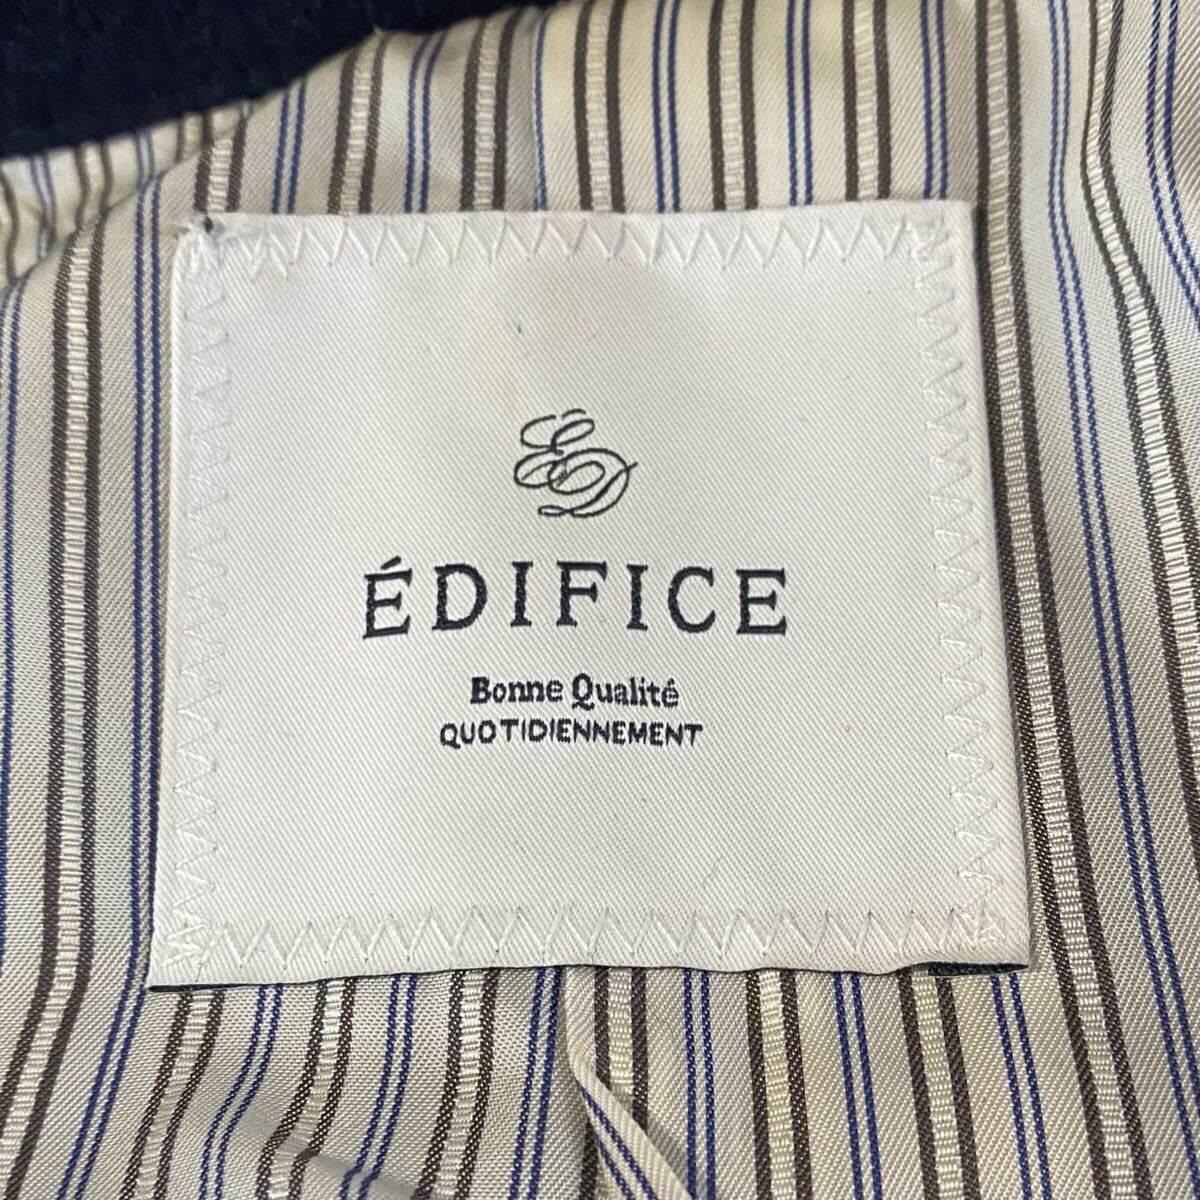 ED
ÉDIFICE
Bonne Qualité
QUOTIDIENNEMENT